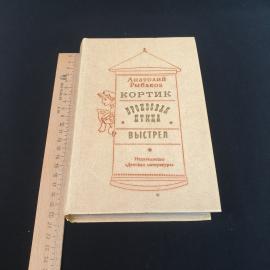 Анатолий
Рыбаков
КОРТИК
БРОНЗОВАЯ
ПТИЦА
ВЫСТРЕЛ
Издательство
«Детская литература»